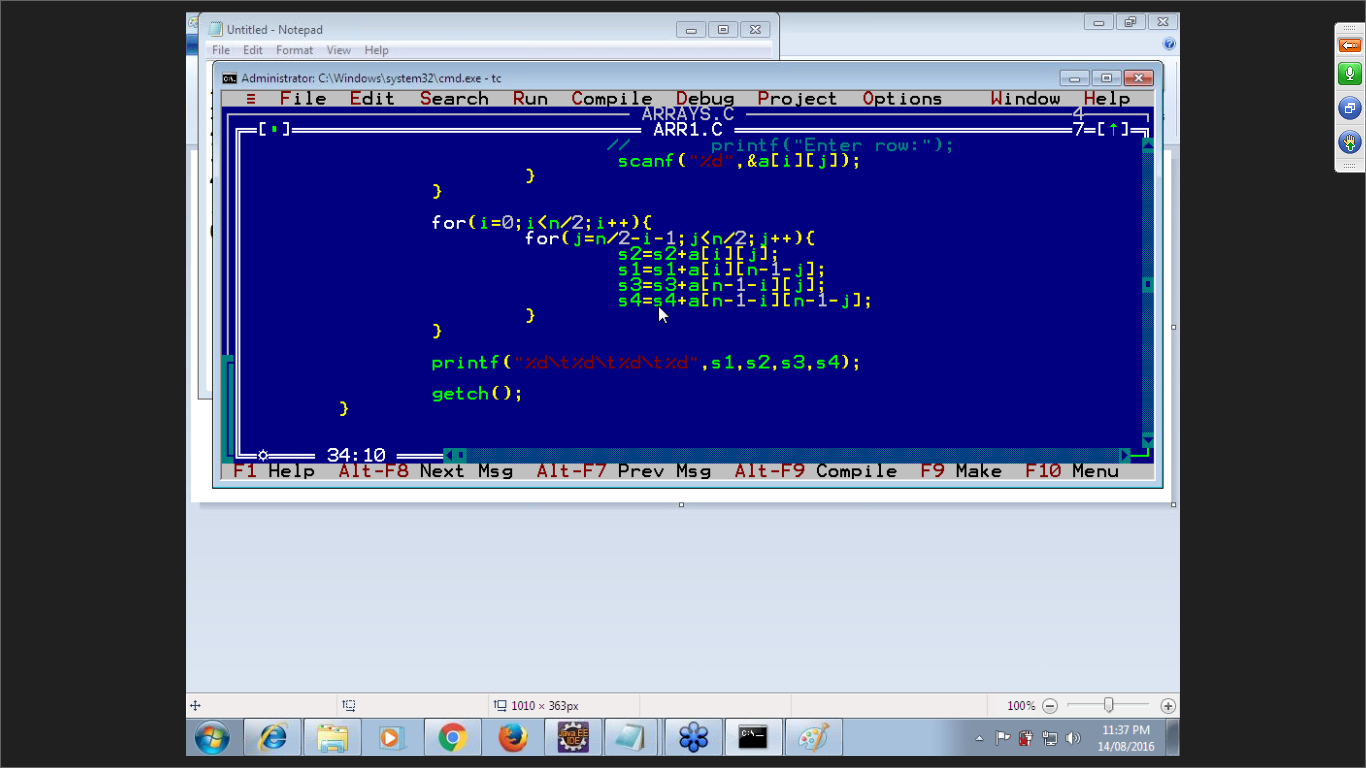 Untitled - Notepad
File Edit Format View Help
Administrator: C:\Windows\system32\cmd.exe - tc
≡ File Edit Search Run Compile Debug Project Options Window Help
ARRAYS.C 4
[▪] ARR1.C 7=[↑]
// printf("Enter row:");
scanf("%d",&a[i][j]);
}
}
for(i=0;i<n/2;i++){
for(j=n/2-i-1;j<n/2;j++){
s2=s2+a[i][j];
s1=s1+a[i][n-1-j];
s3=s3+a[n-1-i][j];
s4=s4+a[n-1-i][n-1-j];
}
}
printf("%d\t%d\t%d\t%d",s1,s2,s3,s4);
getch();
}
34:10
F1 Help Alt-F8 Next Msg Alt-F7 Prev Msg Alt-F9 Compile F9 Make F10 Menu
1010 × 363px
100%
11:37 PM
14/08/2016